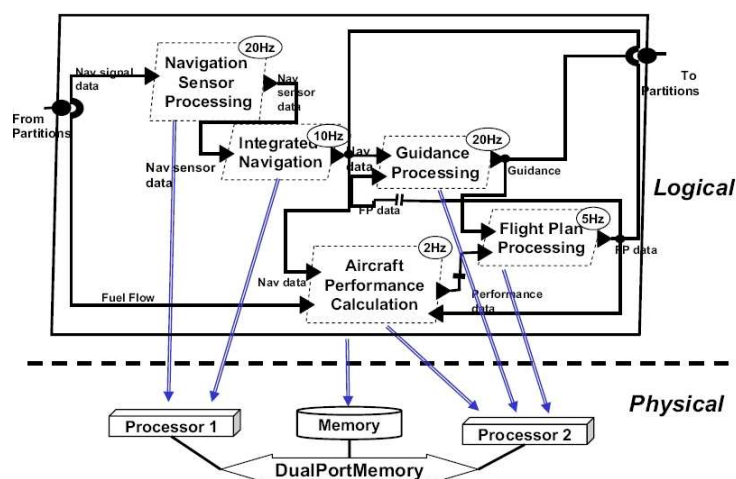 20Hz
Navigation
Sensor
Processing
Nav signal
data
Nav
sensor
data
From
Partitions
To
Partitions
10Hz
Integrated
Navigation
Nav sensor
data
Nav
data
20Hz
Guidance
Processing
Guidance
Logical
FP data
5Hz
Flight Plan
Processing
FP data
2Hz
Aircraft
Performance
Calculation
Nav data
Performance
data
Fuel Flow
Physical
Processor 1
Memory
Processor 2
DualPortMemory